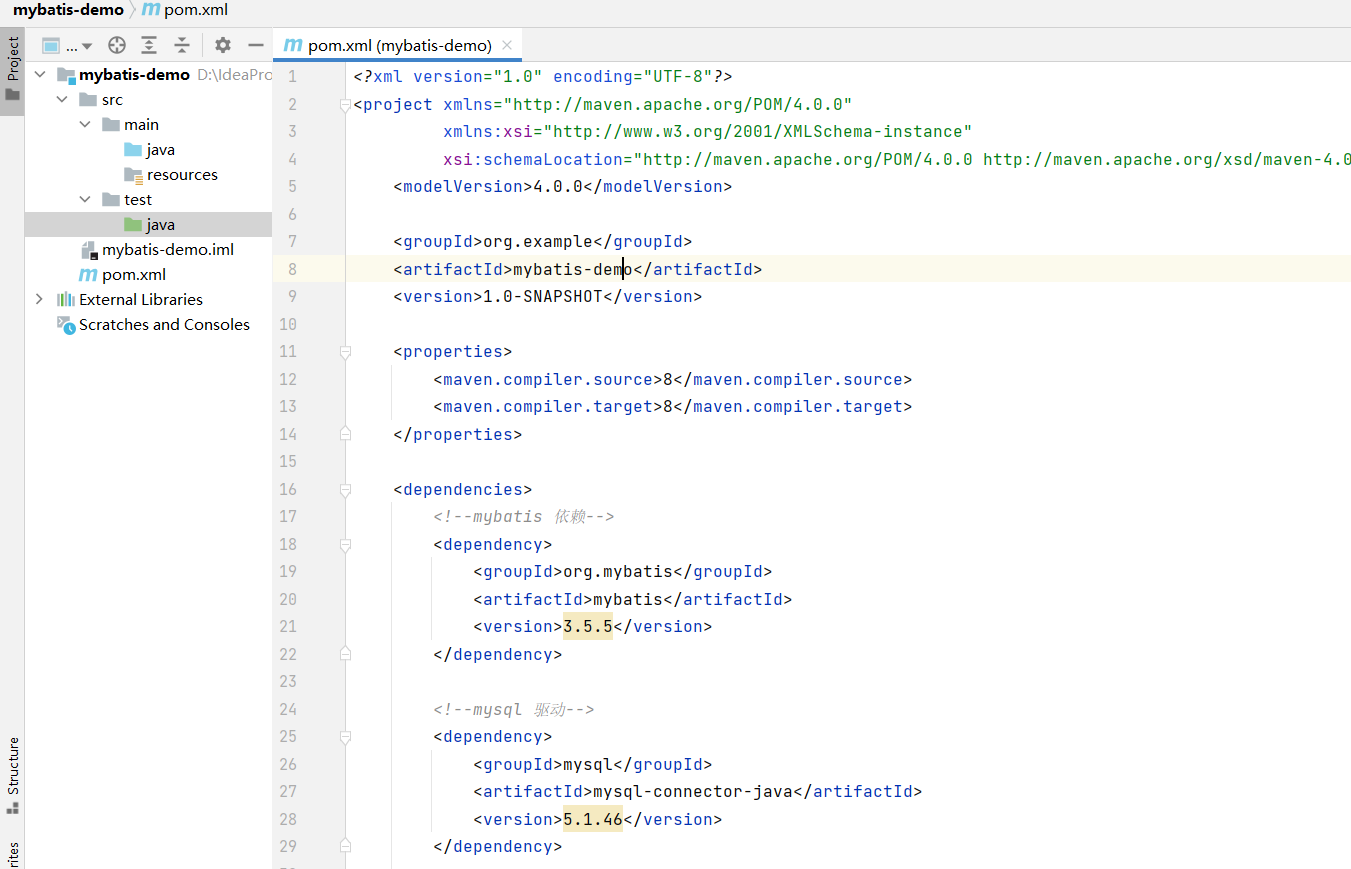 mybatis-demo pom.xml
Project
...
pom.xml (mybatis-demo)
mybatis-demo D:\IdeaPro
src
main
java
resources
test
java
mybatis-demo.iml
pom.xml
External Libraries
Scratches and Consoles
Structure
rites
1 <?xml version="1.0" encoding="UTF-8"?>
2 <project xmlns="http://maven.apache.org/POM/4.0.0"
3 xmlns:xsi="http://www.w3.org/2001/XMLSchema-instance"
4 xsi:schemaLocation="http://maven.apache.org/POM/4.0.0 http://maven.apache.org/xsd/maven-4.0
5 <modelVersion>4.0.0</modelVersion>
6
7 <groupId>org.example</groupId>
8 <artifactId>mybatis-demo</artifactId>
9 <version>1.0-SNAPSHOT</version>
10
11 <properties>
12 <maven.compiler.source>8</maven.compiler.source>
13 <maven.compiler.target>8</maven.compiler.target>
14 </properties>
15
16 <dependencies>
17 <!--mybatis 依赖-->
18 <dependency>
19 <groupId>org.mybatis</groupId>
20 <artifactId>mybatis</artifactId>
21 <version>3.5.5</version>
22 </dependency>
23
24 <!--mysql 驱动-->
25 <dependency>
26 <groupId>mysql</groupId>
27 <artifactId>mysql-connector-java</artifactId>
28 <version>5.1.46</version>
29 </dependency>